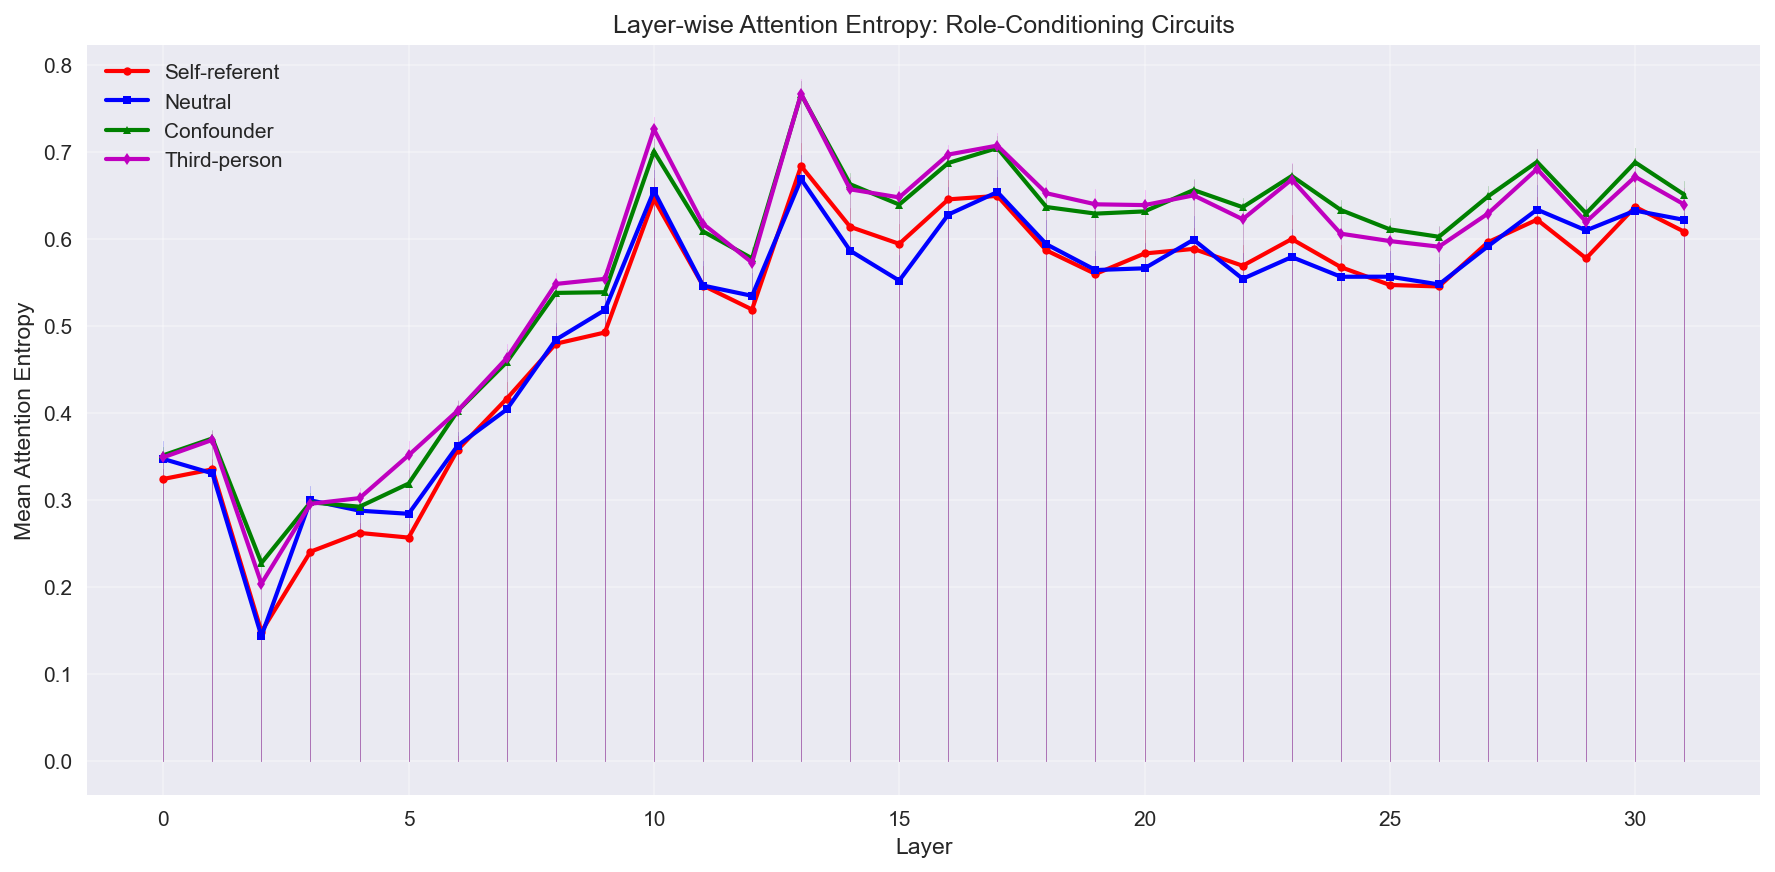 Layer-wise Attention Entropy: Role-Conditioning Circuits
Self-referent
Neutral
Confounder
Third-person
Mean Attention Entropy
0.8
0.7
0.6
0.5
0.4
0.3
0.2
0.1
0.0
0 5 10 15 20 25 30
Layer